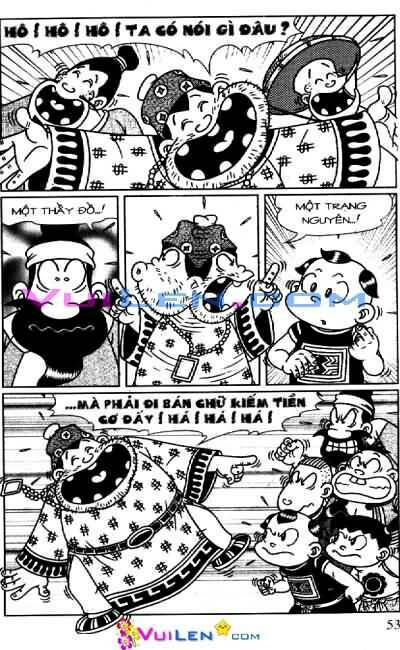 HÔ! HÔ! HÔ! TA CÓ NÓI GÌ ĐÂU?
MỘT THẦY ĐỒ...!
MỘT TRẠNG
NGUYÊN...!
VUILEN.COM
...MÀ PHẢI ĐI BÁN CHỮ KIẾM TIỀN
CƠ ĐẤY! HÁ! HÁ! HÁ!
53
VUILEN.COM